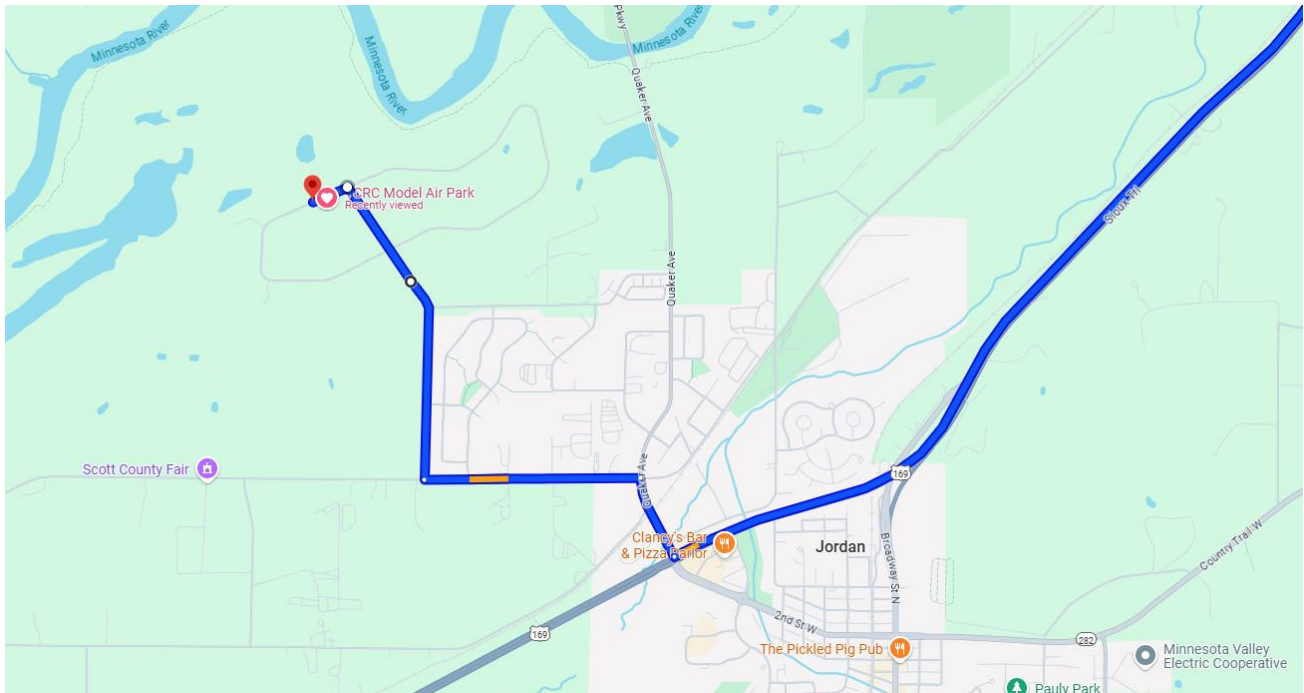 Minnesota River
Minnesota River
Minnesota River
Pkwy
Quaker Ave
CRC Model Air Park
Recently viewed
Sioux Trl
Quaker Ave
Scott County Fair
Quaker Ave
169
Clancy's Bar
& Pizza Parlor
Jordan
Broadway St N
Country Trail W
2nd St W
169
282
The Pickled Pig Pub
Minnesota Valley
Electric Cooperative
Pauly Park